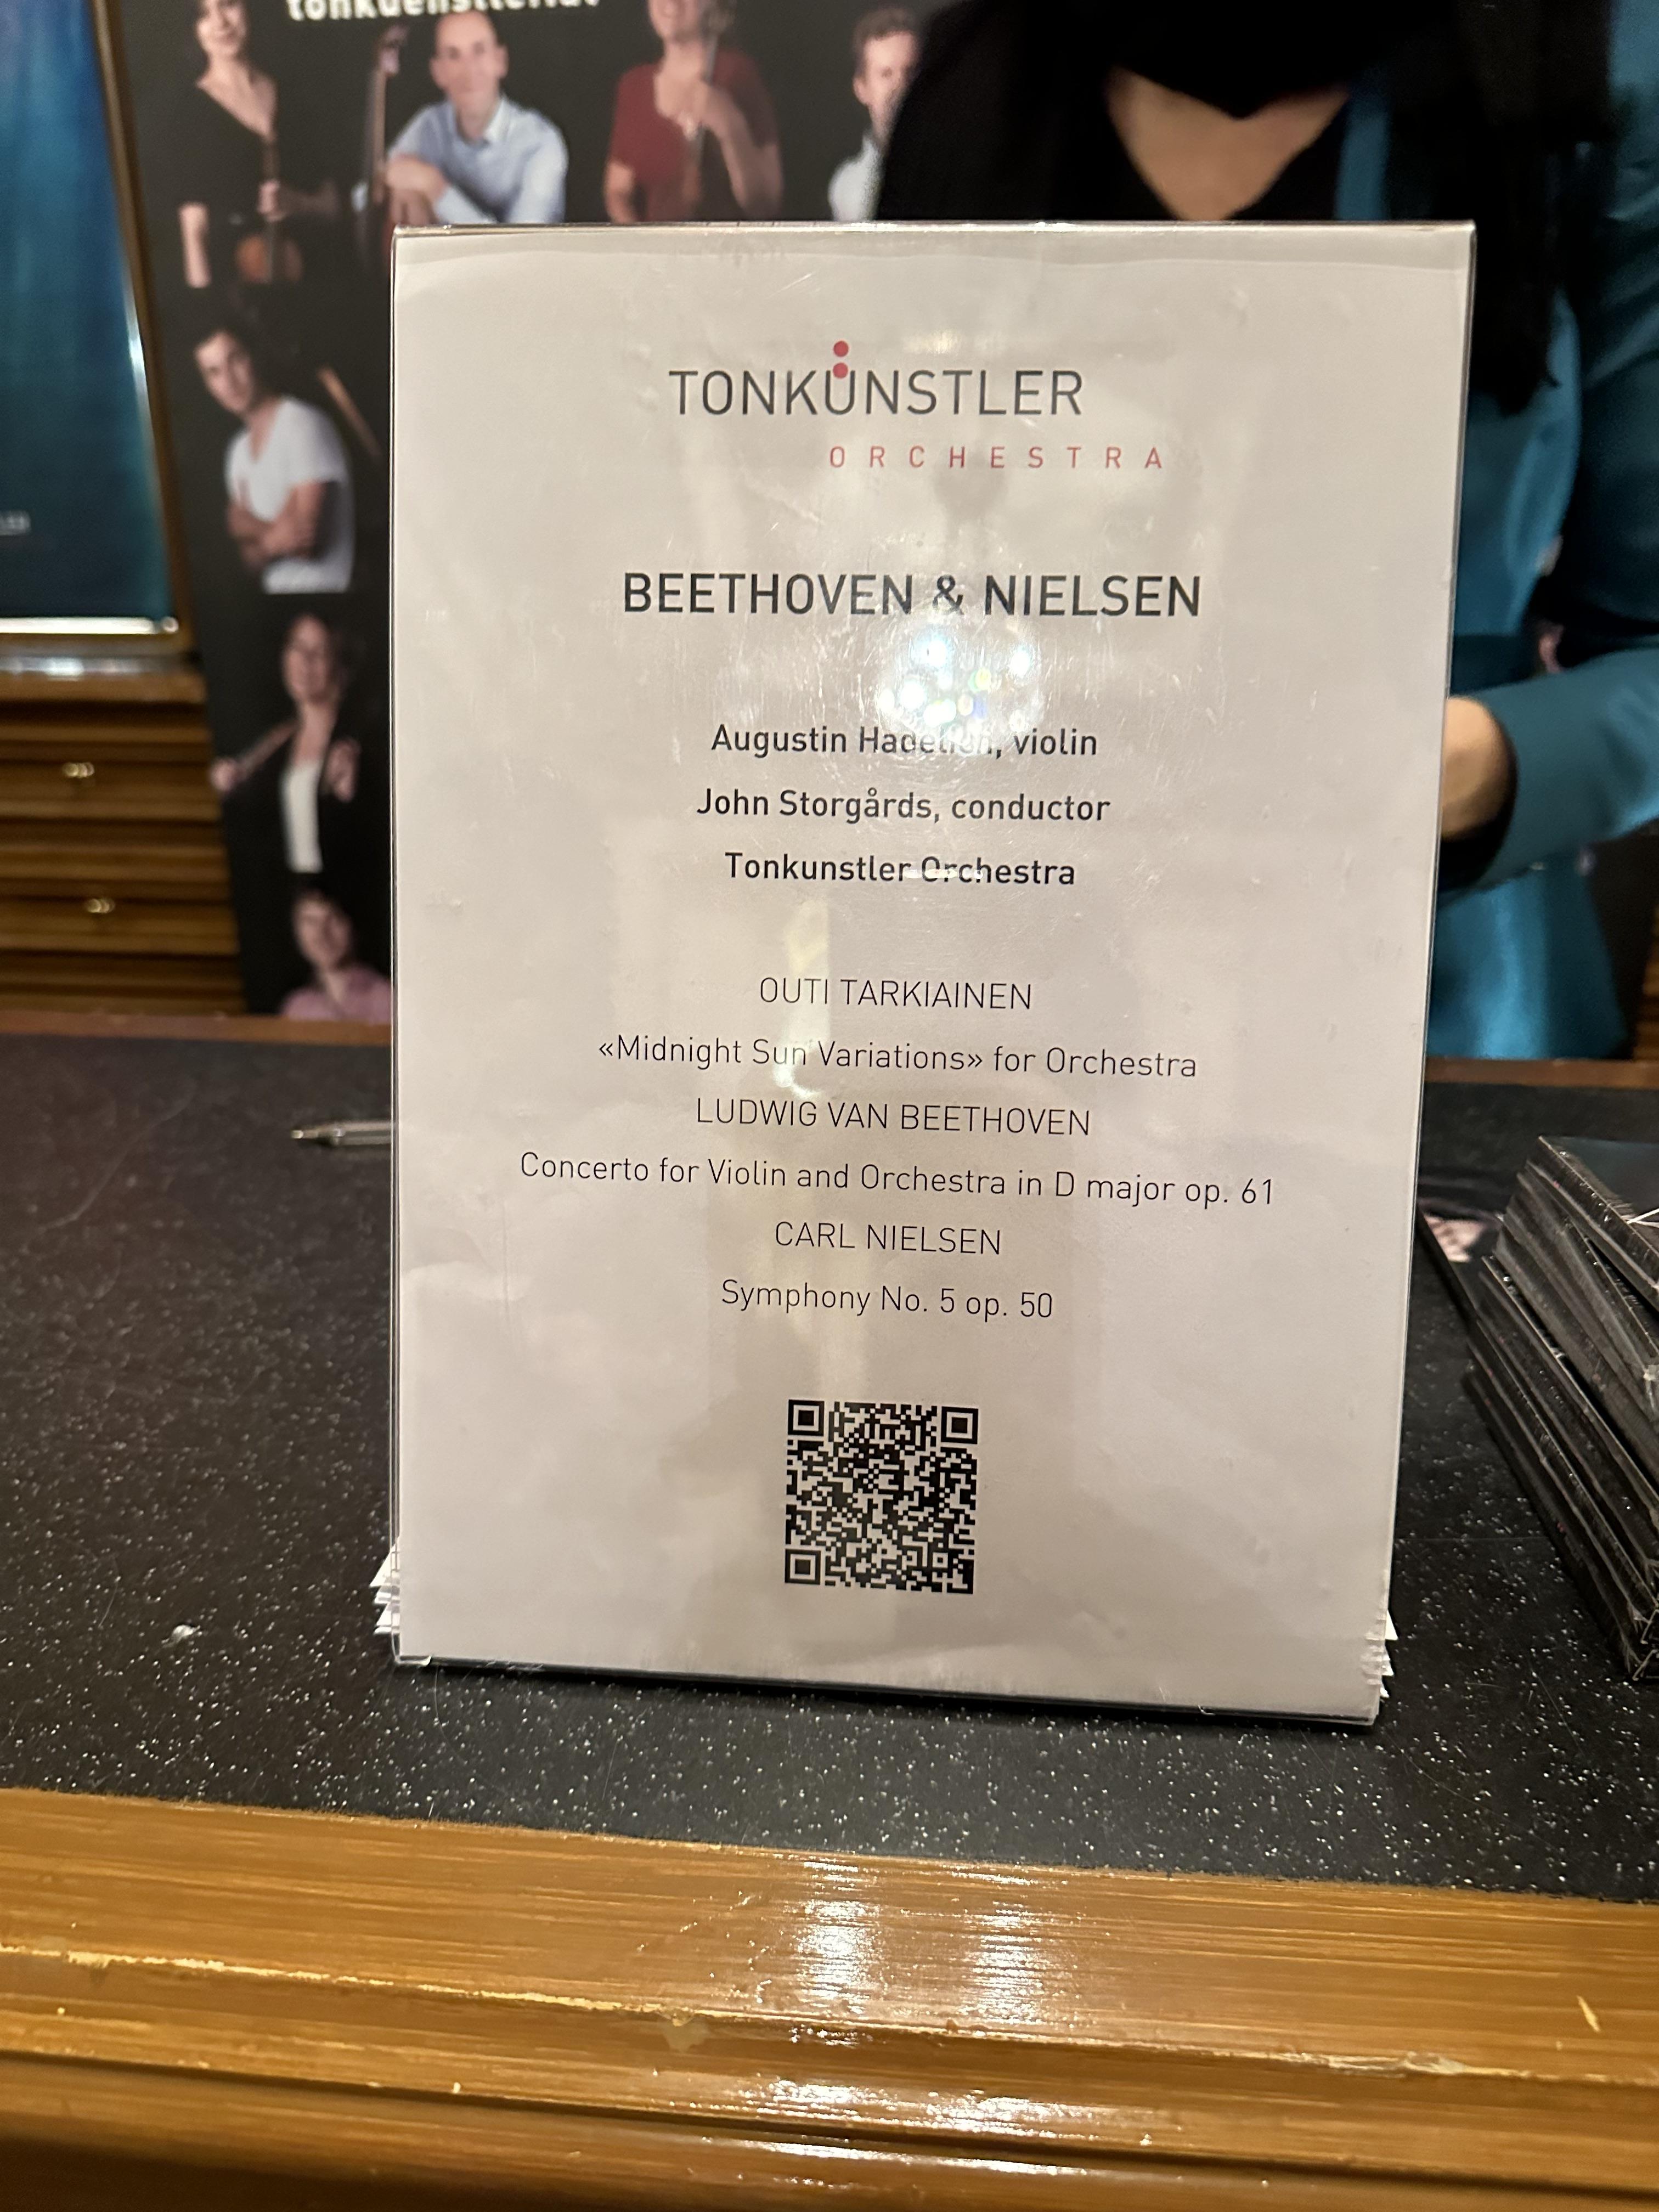 TONKÜNSTLER
ORCHESTRA
BEETHOVEN & NIELSEN
Augustin Hadelich, violin
John Storgårds, conductor
Tonkunstler Orchestra
OUTI TARKIAINEN
«Midnight Sun Variations» for Orchestra
LUDWIG VAN BEETHOVEN
Concerto for Violin and Orchestra in D major op. 61
CARL NIELSEN
Symphony No. 5 op. 50